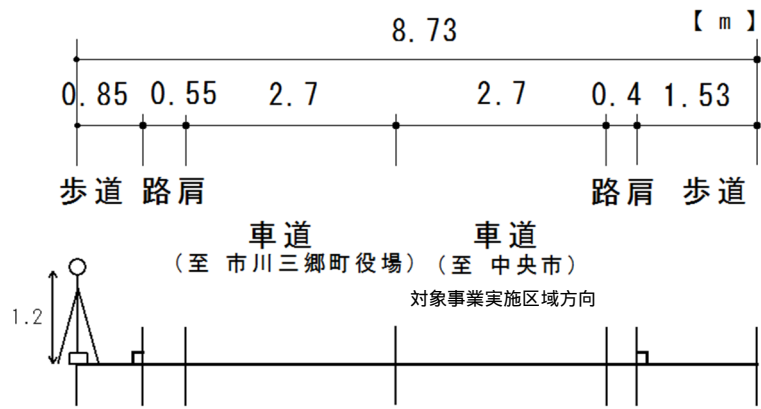 【 m 】
8.73
0.85 0.55 2.7 2.7 0.4 1.53
歩道 路肩 路肩 歩道
車道 車道
(至 市川三郷町役場) (至 中央市)
対象事業実施区域方向
1.2